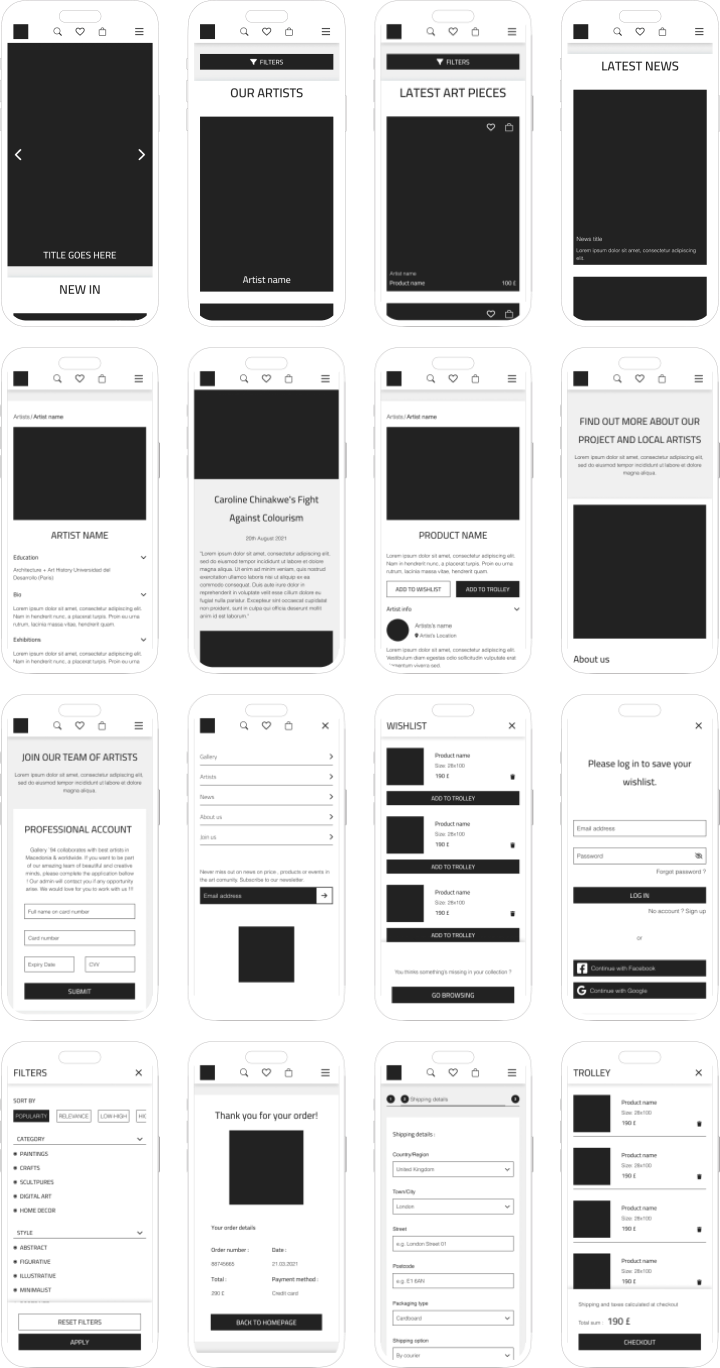 TITLE GOES HERE
NEW IN
FILTERS
OUR ARTISTS
Artist name
FILTERS
LATEST ART PIECES
Artist name
Product name 100 £
LATEST NEWS
News title
Lorem ipsum dolor sit amet, consectetur adipiscing
elit.
Artists / Artist name
ARTIST NAME
Education
Architecture + Art History Universidad del
Desarrollo (Paris)
Bio
Lorem ipsum dolor sit amet, consectetur adipiscing elit.
Nam in hendrerit nunc, a placerat turpis. Proin eu urna
rutrum, lacinia massa vitae, hendrerit quam.
Exhibitions
Lorem ipsum dolor sit amet, consectetur adipiscing elit.
Nam in hendrerit nunc, a placerat turpis. Proin eu urna
Caroline Chinakwe's Fight
Against Colourism
20th August 2021
"Lorem ipsum dolor sit amet, consectetur adipiscing
elit, sed do eiusmod tempor incididunt ut labore et dolore
magna aliqua. Ut enim ad minim veniam, quis nostrud
exercitation ullamco laboris nisi ut aliquip ex ea
commodo consequat. Duis aute irure dolor in
reprehenderit in voluptate velit esse cillum dolore eu
fugiat nulla pariatur. Excepteur sint occaecat cupidatat
non proident, sunt in culpa qui officia deserunt mollit
anim id est laborum."
Artists / Artist name
PRODUCT NAME
Lorem ipsum dolor sit amet, consectetur adipiscing elit.
Nam in hendrerit nunc, a placerat turpis. Proin eu urna
rutrum, lacinia massa vitae, hendrerit quam.
ADD TO WISHLIST ADD TO TROLLEY
Artist info
Artists's name
Artist's Location
Lorem ipsum dolor sit amet, consectetur adipiscing elit.
Vestibulum diam egestas odio sollicitudin vulputate erat
FIND OUT MORE ABOUT OUR
PROJECT AND LOCAL ARTISTS
Lorem ipsum dolor sit amet, consectetur adipiscing elit,
sed do eiusmod tempor incididunt ut labore et dolore
magna aliqua.
About us
JOIN OUR TEAM OF ARTISTS
Lorem ipsum dolor sit amet, consectetur adipiscing elit,
sed do eiusmod tempor incididunt ut labore et dolore
magna aliqua.
PROFESSIONAL ACCOUNT
Gallery '94 collaborates with best artists in
Macedonia & worldwide. If you want to be part
of our amazing team of beautiful and creative
minds, please complete the application bellow
! Our admin will contact you if any opportunity
arise. We would love for you to work with us !!!
Full name on card number
Card number
Expiry Date CVV
SUBMIT
Gallery
Artists
News
About us
Join us
Never miss out on news on price , products or events in
the art comunity. Subscribe to our newsletter
Email address
WISHLIST
Product name
Size: 28x100
190 £
ADD TO TROLLEY
Product name
Size: 28x100
190 £
ADD TO TROLLEY
Product name
Size: 28x100
190 £
ADD TO TROLLEY
You thinks something's missing in your collection ?
GO BROWSING
Please log in to save your
wishlist.
Email address
Password
Forgot password ?
LOG IN
No account ? Sign up
or
Continue with Facebook
Continue with Google
FILTERS
SORT BY
POPULARITY RELEVANCE LOW-HIGH
CATEGORY
PAINTINGS
CRAFTS
SCULTPURES
DIGITAL ART
HOME DECOR
STYLE
ABSTRACT
FIGURATIVE
ILLUSTRATIVE
MINIMALIST
RESET FILTERS
APPLY
Thank you for your order!
Your order details
Order number : Date :
88745665 21.03.2021
Total : Payment method :
290 £ Credit card
BACK TO HOMEPAGE
1 2 Shipping details 3
Shipping details :
Country/Region
United Kingdom
Town/City
London
Street
e.g. London Street 01
Postcode
e.g. E1 6AN
Packaging type
Cardboard
Shipping option
By courier
TROLLEY
Product name
Size: 28x100
190 £
Product name
Size: 28x100
190 £
Product name
Size: 28x100
190 £
Product name
Size: 28x100
190 £
Shipping and taxes calculated at checkout
Total sum : 190 £
CHECKOUT